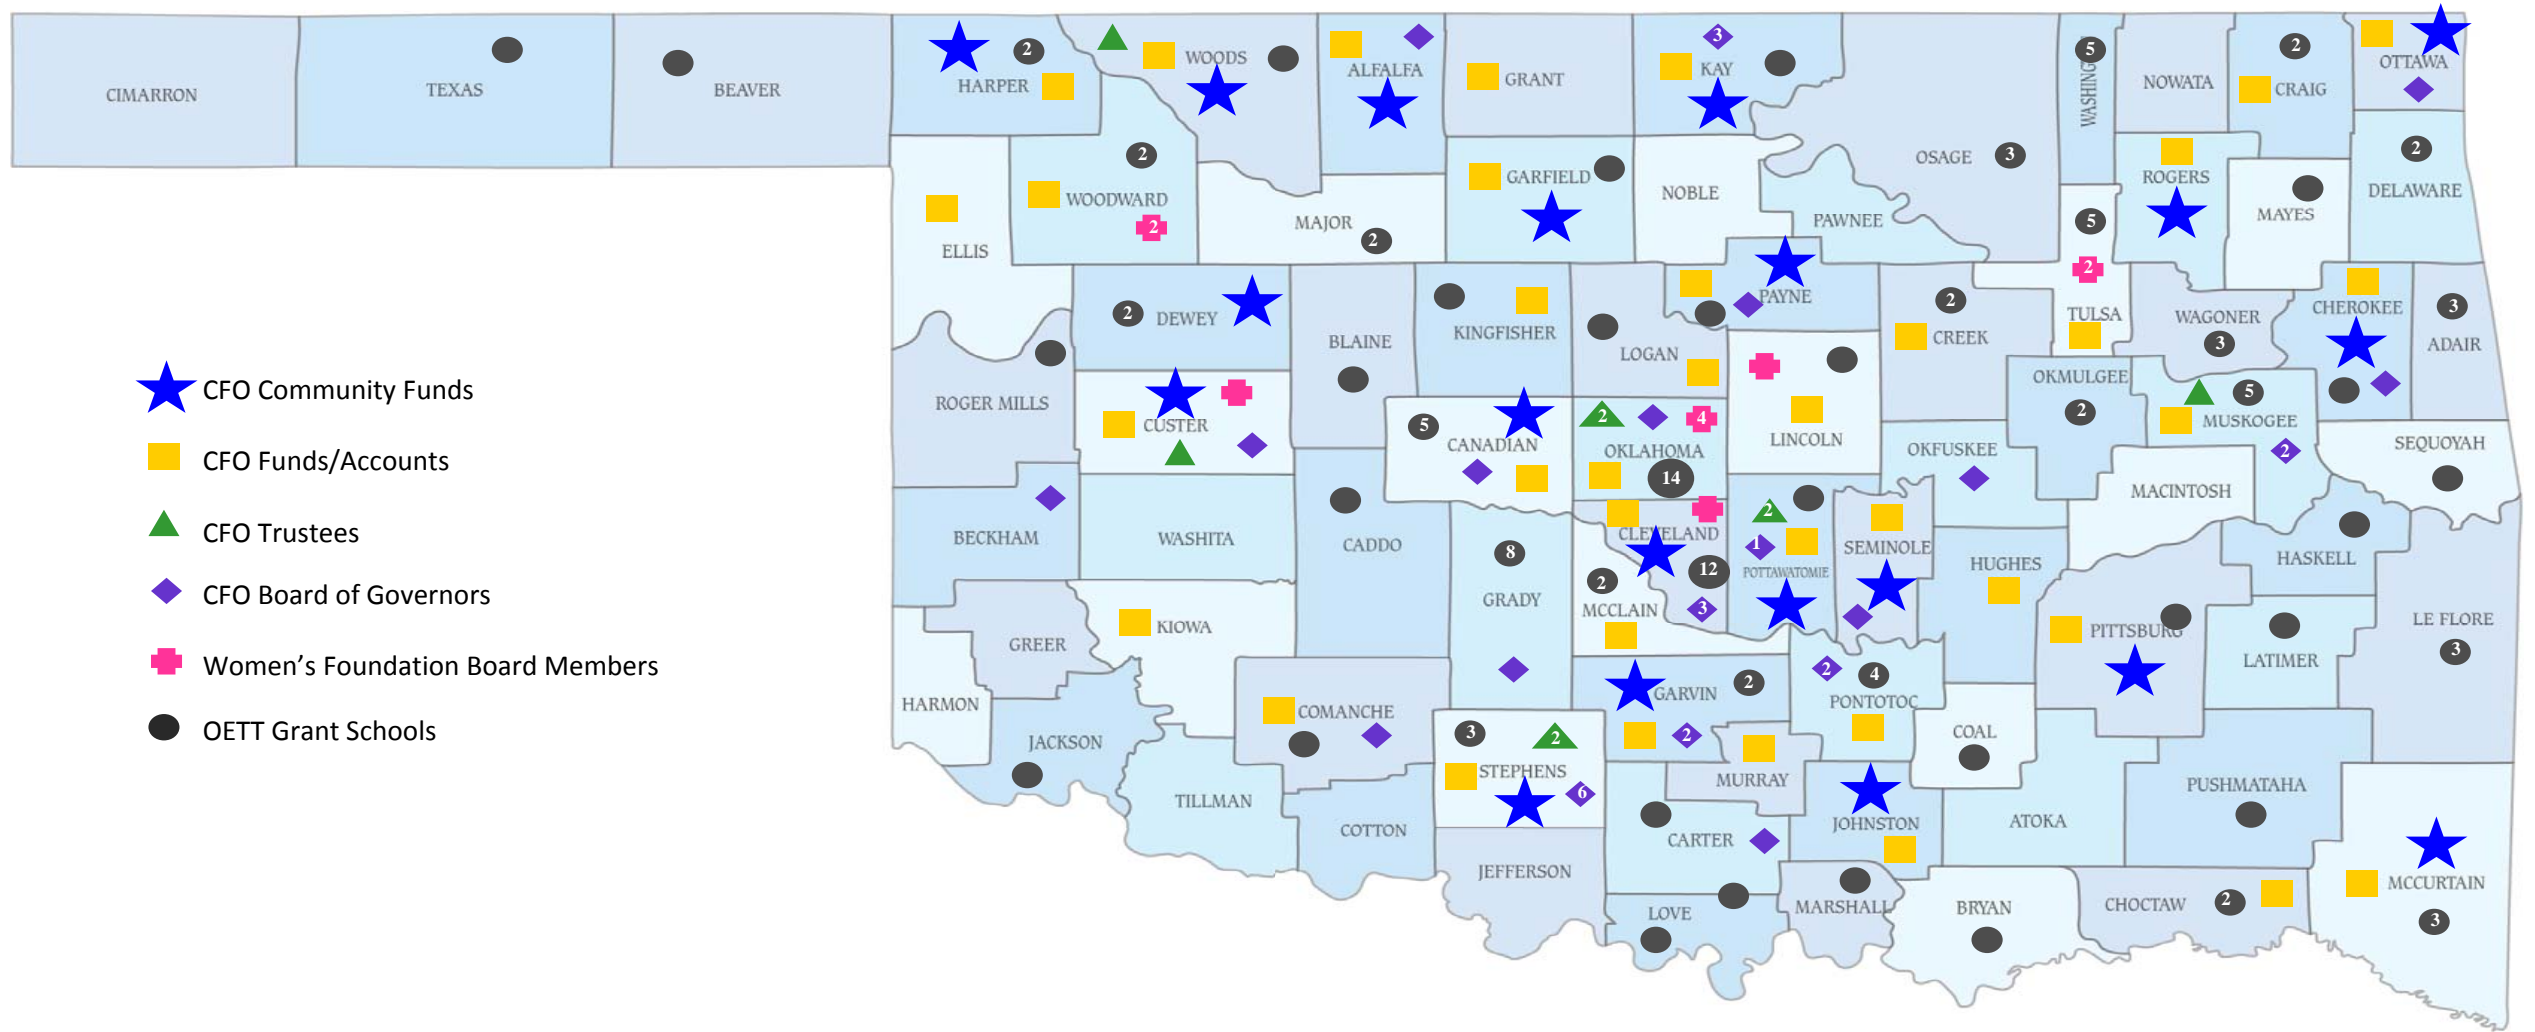 CIMARRON
TEXAS
BEAVER
HARPER
2
WOODS
ALFALFA
GRANT
3
KAY
OSAGE
3
WASHING
5
NOWATA
2
CRAIG
OTTAWA
ELLIS
2
WOODWARD
2
MAJOR
2
GARFIELD
NOBLE
PAWNEE
5
2
TULSA
ROGERS
MAYES
2
DELAWARE
2
DEWEY
BLAINE
KINGFISHER
LOGAN
PAYNE
2
CREEK
WAGONER
3
CHEROKEE
3
ADAIR
ROGER MILLS
CUSTER
5
CANADIAN
2
4
OKLAHOMA
14
LINCOLN
OKMULGEE
2
5
MUSKOGEE
2
SEQUOYAH
OKFUSKEE
MACINTOSH
BECKHAM
WASHITA
CADDO
8
GRADY
CLEVELAND
12
3
2
MCCLAIN
2
1
POTTAWATOMIE
SEMINOLE
HUGHES
HASKELL
PITTSBURG
LATIMER
LE FLORE
3
GREER
KIOWA
HARMON
JACKSON
COMANCHE
TILLMAN
COTTON
3
2
STEPHENS
6
GARVIN
2
2
2
4
PONTOTOC
MURRAY
COAL
JEFFERSON
CARTER
JOHNSTON
ATOKA
PUSHMATAHA
LOVE
MARSHALL
BRYAN
CHOCTAW
2
MCCURTAIN
3
CFO Community Funds
CFO Funds/Accounts
CFO Trustees
CFO Board of Governors
Women’s Foundation Board Members
OETT Grant Schools